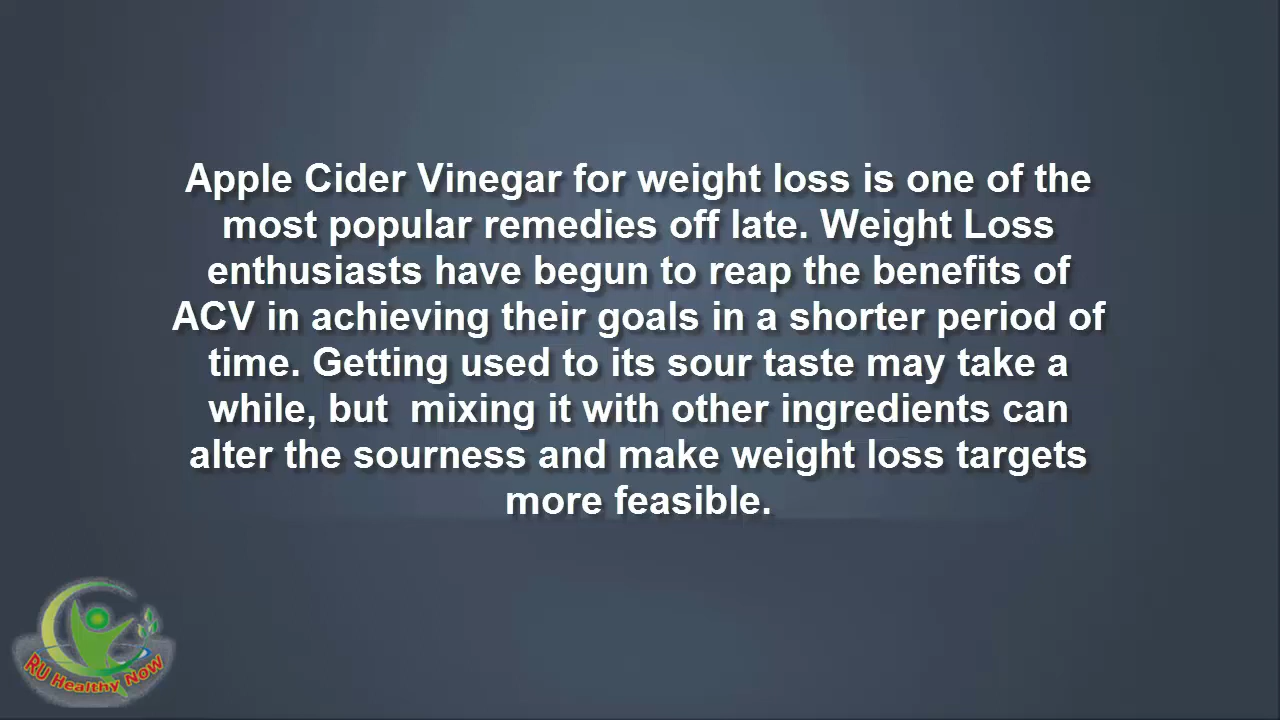 Apple Cider Vinegar for weight loss is one of the
most popular remedies off late. Weight Loss
enthusiasts have begun to reap the benefits of
ACV in achieving their goals in a shorter period of
time. Getting used to its sour taste may take a
while, but  mixing it with other ingredients can
alter the sourness and make weight loss targets
more feasible.
RU Healthy Now